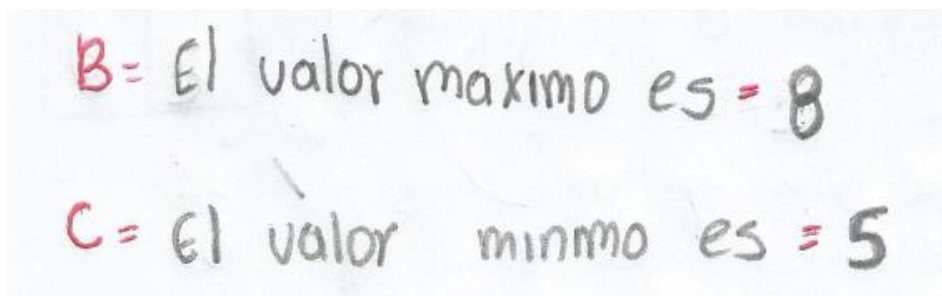 B= El valor maximo es = 8
C= El valor minmo es = 5